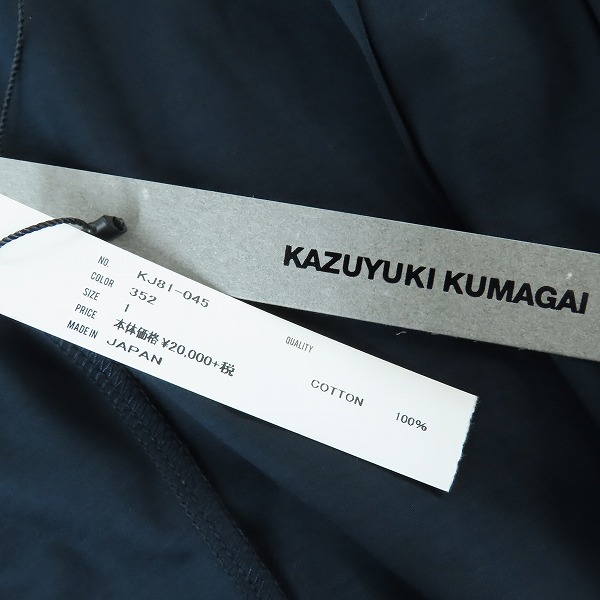 KAZUYUKI KUMAGAI
NO. KJ81-045
COLOR 352
SIZE 1
PRICE 本体価格 ¥20,000+税
MADE IN JAPAN
QUALITY
COTTON 100%